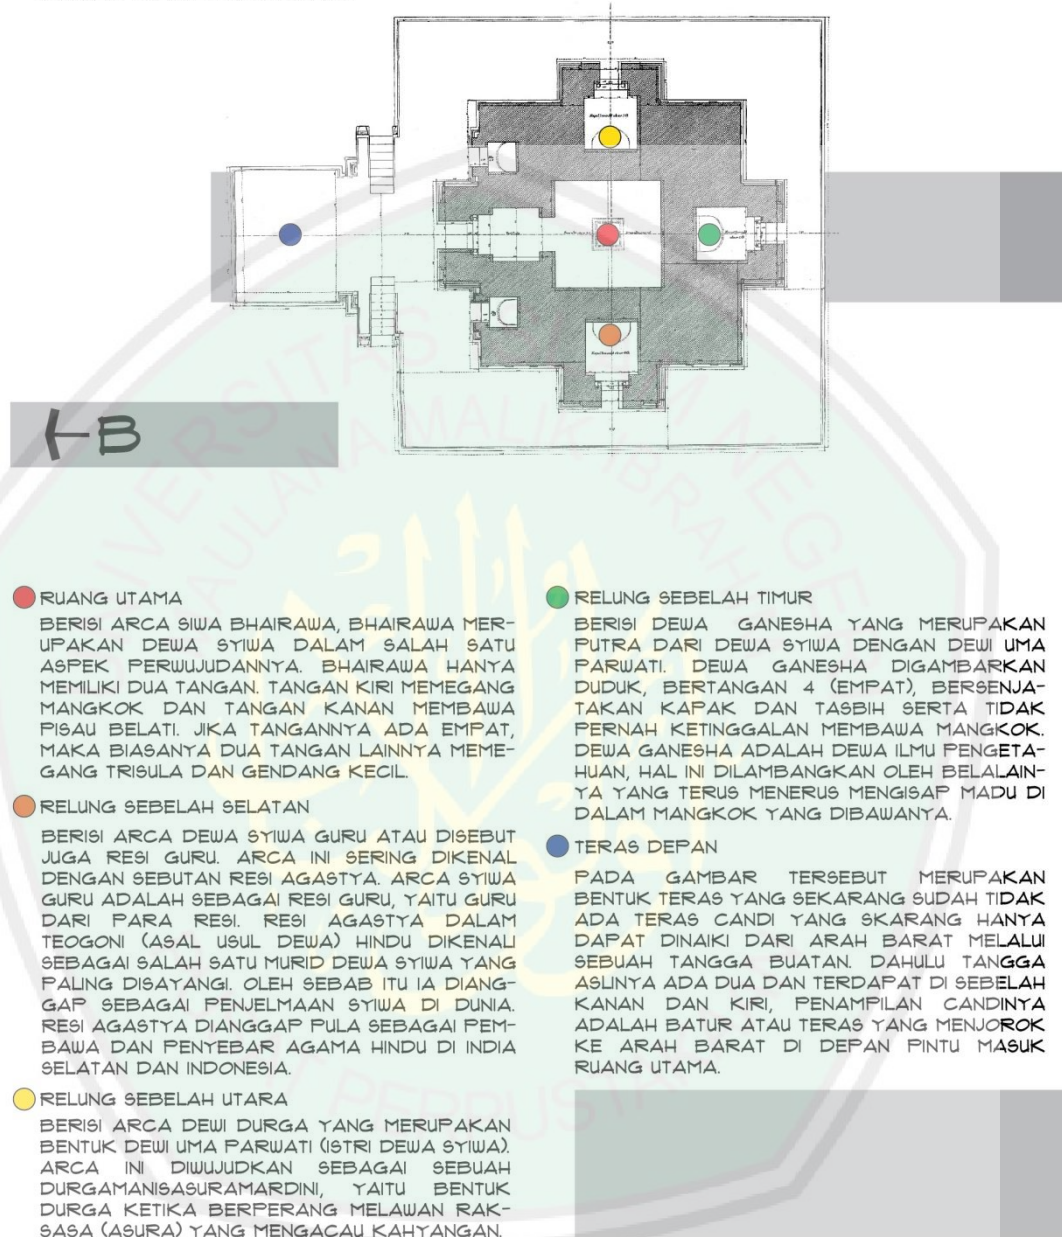 B
RUANG UTAMA
BERISI ARCA SIWA BHAIRAWA, BHAIRAWA MER-
UPAKAN DEWA SYIWA DALAM SALAH SATU
ASPEK PERWUJUDANNYA. BHAIRAWA HANYA
MEMILIKI DUA TANGAN. TANGAN KIRI MEMEGANG
MANGKOK DAN TANGAN KANAN MEMBAWA
PISAU BELATI. JIKA TANGANNYA ADA EMPAT,
MAKA BIASANYA DUA TANGAN LAINNYA MEME-
GANG TRISULA DAN GENDANG KECIL.
RELUNG SEBELAH SELATAN
BERISI ARCA DEWA SYIWA GURU ATAU DISEBUT
JUGA RESI GURU. ARCA INI SERING DIKENAL
DENGAN SEBUTAN RESI AGASTYA. ARCA SYIWA
GURU ADALAH SEBAGAI RESI GURU, YAITU GURU
DARI PARA RESI. RESI AGASTYA DALAM
TEOGONI (ASAL USUL DEWA) HINDU DIKENALI
SEBAGAI SALAH SATU MURID DEWA SYIWA YANG
PALING DISAYANGI. OLEH SEBAB ITU IA DIANG-
GAP SEBAGAI PENJELMAAN SYIWA DI DUNIA.
RESI AGASTYA DIANGGAP PULA SEBAGAI PEM-
BAWA DAN PENYEBAR AGAMA HINDU DI INDIA
SELATAN DAN INDONESIA.
RELUNG SEBELAH UTARA
BERISI ARCA DEWI DURGA YANG MERUPAKAN
BENTUK DEWI UMA PARWATI (ISTRI DEWA SYIWA).
ARCA INI DIWUJUDKAN SEBAGAI SEBUAH
DURGAMANISASURAMARDINI, YAITU BENTUK
DURGA KETIKA BERPERANG MELAWAN RAK-
SASA (ASURA) YANG MENGACAU KAHYANGAN.
RELUNG SEBELAH TIMUR
BERISI DEWA GANESHA YANG MERUPAKAN
PUTRA DARI DEWA SYIWA DENGAN DEWI UMA
PARWATI. DEWA GANESHA DIGAMBARKAN
DUDUK, BERTANGAN 4 (EMPAT), BERSENJA-
TAKAN KAPAK DAN TASBIH SERTA TIDAK
PERNAH KETINGGALAN MEMBAWA MANGKOK.
DEWA GANESHA ADALAH DEWA ILMU PENGETA-
HUAN, HAL INI DILAMBANGKAN OLEH BELALAIN-
YA YANG TERUS MENERUS MENGISAP MADU DI
DALAM MANGKOK YANG DIBAWANYA.
TERAS DEPAN
PADA GAMBAR TERSEBUT MERUPAKAN
BENTUK TERAS YANG SEKARANG SUDAH TIDAK
ADA TERAS CANDI YANG SKARANG HANYA
DAPAT DINAIKI DARI ARAH BARAT MELALUI
SEBUAH TANGGA BUATAN. DAHULU TANGGA
ASLINYA ADA DUA DAN TERDAPAT DI SEBELAH
KANAN DAN KIRI, PENAMPILAN CANDINYA
ADALAH BATUR ATAU TERAS YANG MENJOROK
KE ARAH BARAT DI DEPAN PINTU MASUK
RUANG UTAMA.